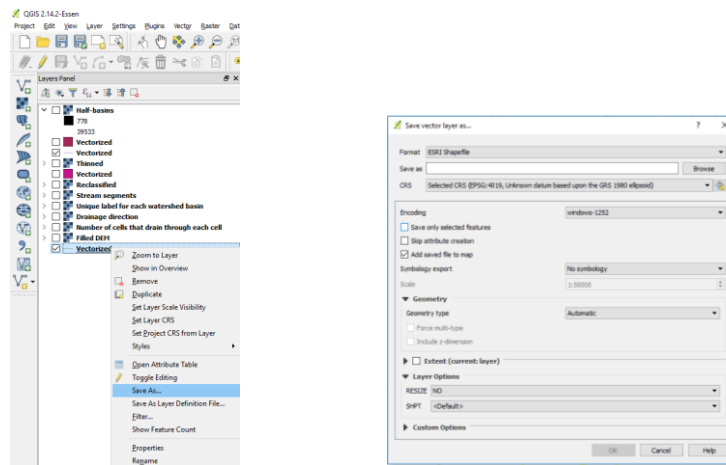 QGIS 2.14.2-Essen
Project Edit View Layer Settings Plugins Vector Raster Dat
Layers Panel
Half-basins
778
39533
Vectorized
Vectorized
Thinned
Vectorized
Reclassified
Stream segments
Unique label for each watershed basin
Drainage direction
Number of cells that drain through each cell
Filled DEM
Vectorized
Zoom to Layer
Show in Overview
Remove
Duplicate
Set Layer Scale Visibility
Set Layer CRS
Set Project CRS from Layer
Styles
Open Attribute Table
Toggle Editing
Save As...
Save As Layer Definition File...
Filter...
Show Feature Count
Properties
Rename
Save vector layer as...
Format ESRI Shapefile
Save as Browse
CRS Selected CRS (EPSG:4019, Unknown datum based upon the GRS 1980 ellipsoid)
Encoding windows-1252
Save only selected features
Skip attribute creation
Add saved file to map
Symbology export No symbology
Scale 1:50000
Geometry
Geometry type Automatic
Force multi-type
Include z-dimension
Extent (current: layer)
Layer Options
RESIZE NO
SHPT <Default>
Custom Options
OK Cancel Help